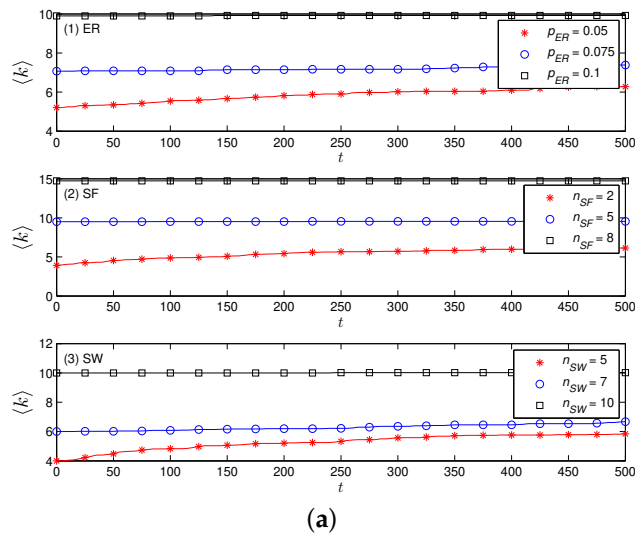 10
(1) ER
p_ER = 0.05
8
p_ER = 0.075
⟨k⟩
p_ER = 0.1
6
4
0 50 100 150 200 250 300 350 400 450 500
t
15
(2) SF
n_SF = 2
10
n_SF = 5
⟨k⟩
n_SF = 8
5
0
0 50 100 150 200 250 300 350 400 450 500
t
12
(3) SW
n_SW = 5
10
n_SW = 7
⟨k⟩
8
n_SW = 10
6
4
0 50 100 150 200 250 300 350 400 450 500
t
(a)